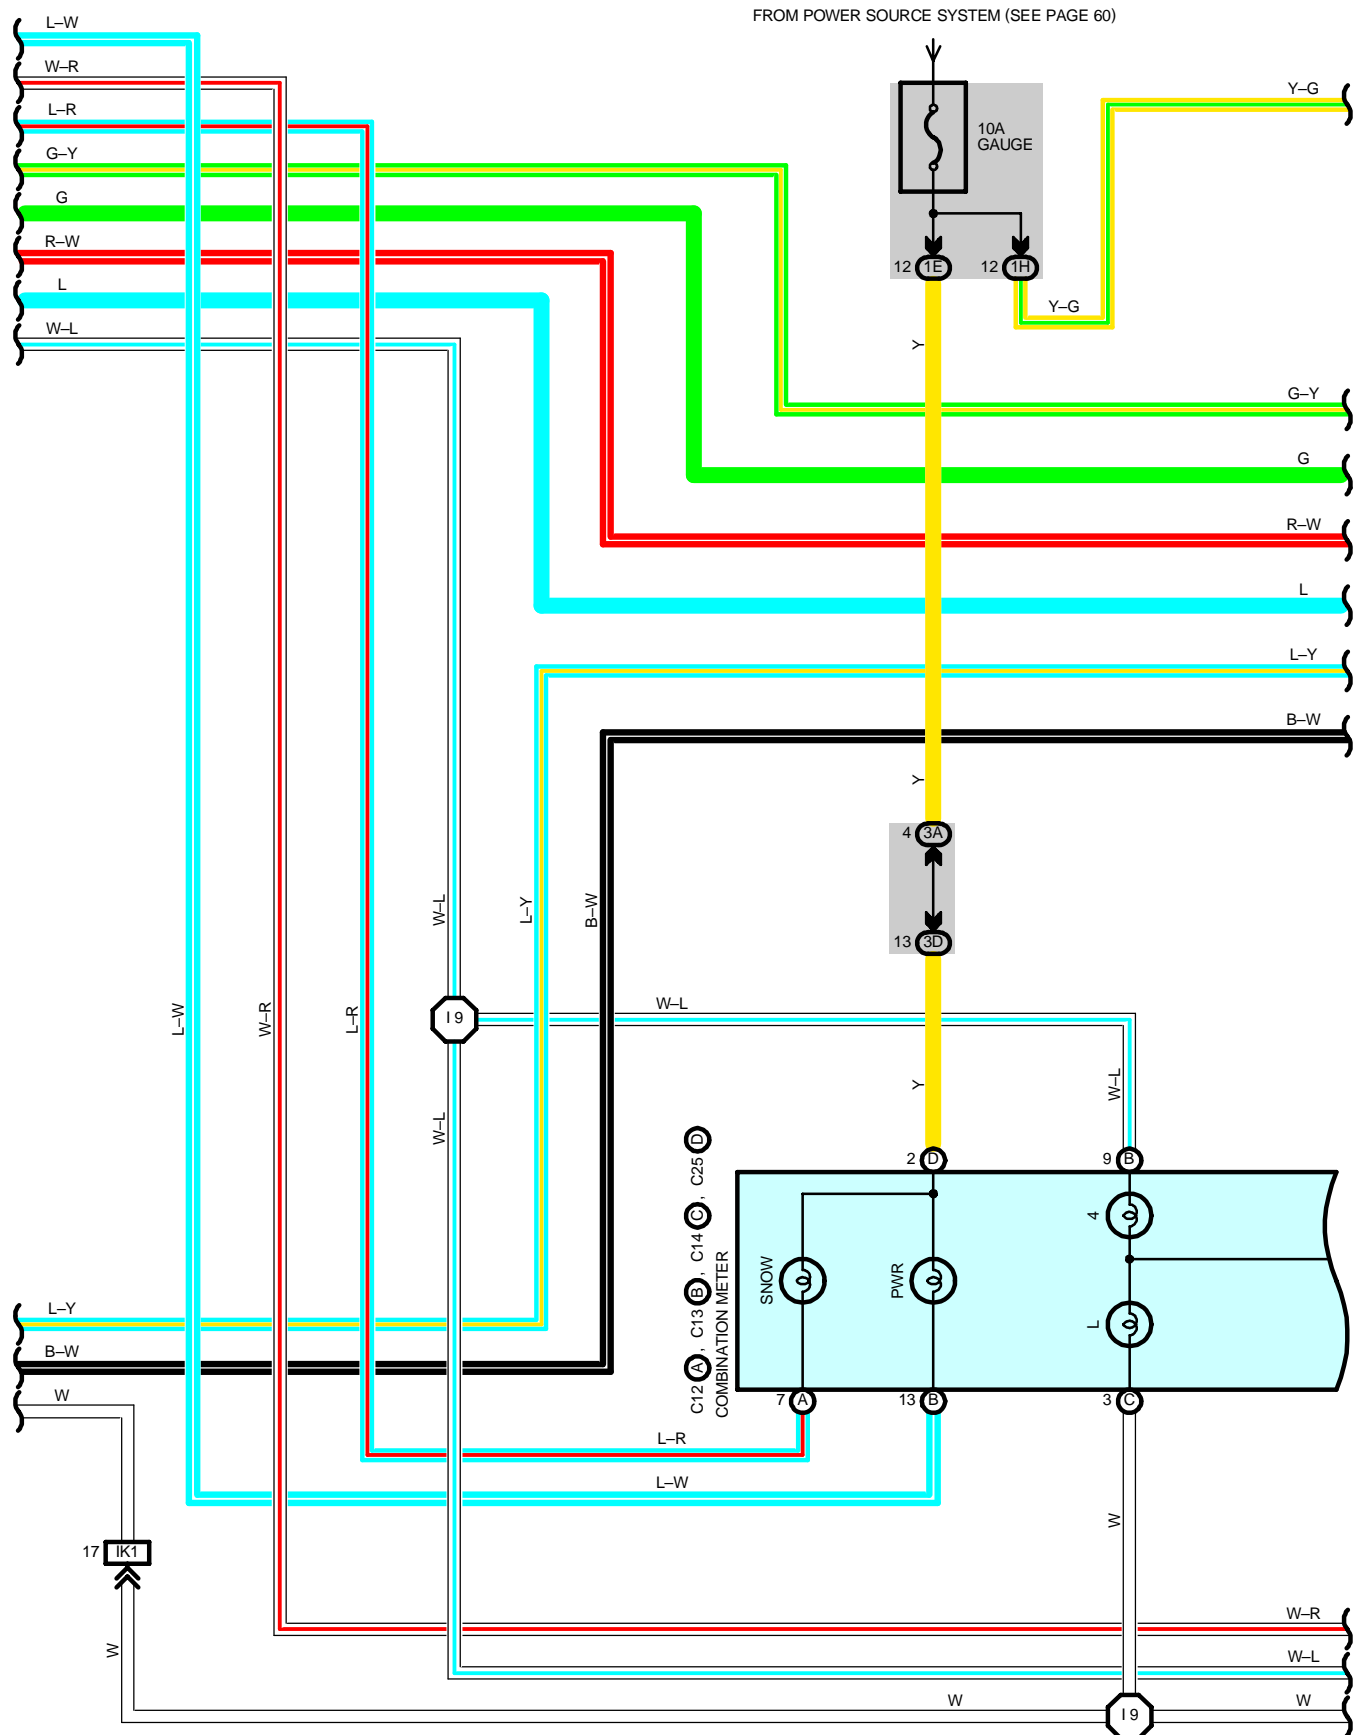 FROM POWER SOURCE SYSTEM (SEE PAGE 60)
L–W
W–R
L–R
G–Y
G
R–W
L
W–L
10A
GAUGE
Y–G
12 1E
12 1H
Y–G
Y
G–Y
G
R–W
L
L–Y
B–W
Y
4 3A
13 3D
W–L
L–Y
B–W
L–W
W–R
L–R
I 9
W–L
Y
W–L
W–L
2 D
9 B
C12 A , C13 B , C14 C , C25 D
COMBINATION METER
SNOW
PWR
4
L
L–Y
B–W
W
7 A
13 B
3 C
L–R
L–W
W
17 IK1
W
W–R
W–L
W
I 9
W